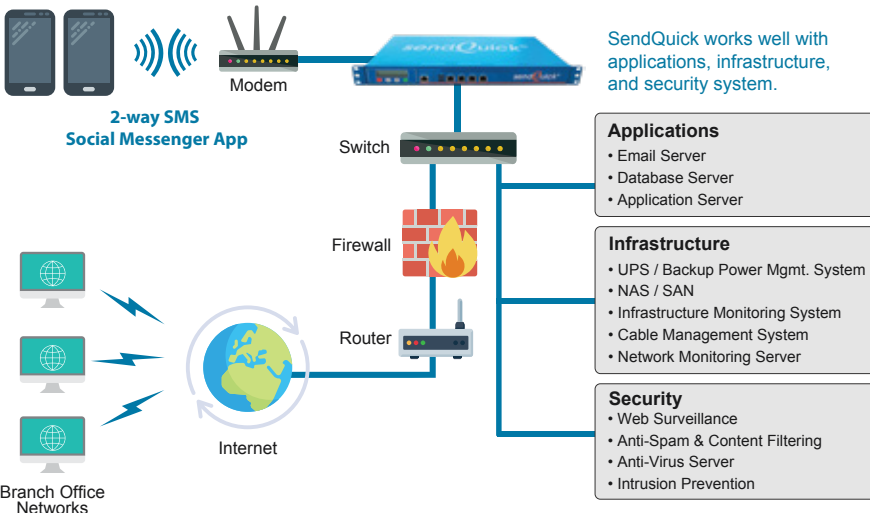 sendQuick
sendQuick
SendQuick works well with
applications, infrastructure,
and security system.
Modem
2-way SMS
Social Messenger App
Switch
Applications
• Email Server
• Database Server
• Application Server
Firewall
Infrastructure
• UPS / Backup Power Mgmt. System
• NAS / SAN
• Infrastructure Monitoring System
• Cable Management System
• Network Monitoring Server
Router
Internet
Security
• Web Surveillance
• Anti-Spam & Content Filtering
• Anti-Virus Server
• Intrusion Prevention
Branch Office
Networks